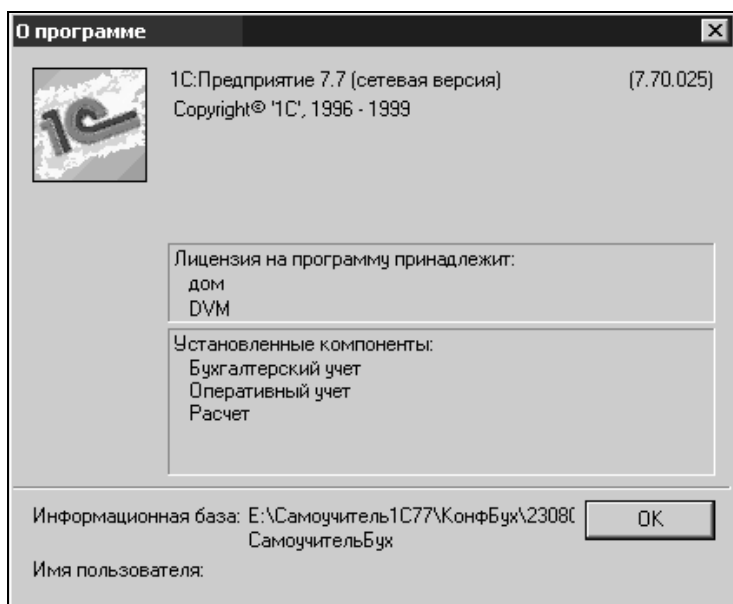 О программе
1С
1С:Предприятие 7.7 (сетевая версия) (7.70.025)
Copyright© '1С', 1996 - 1999
Лицензия на программу принадлежит:
дом
DVM
Установленные компоненты:
Бухгалтерский учет
Оперативный учет
Расчет
Информационная база: E:\Самоучитель1С77\КонфБух\2308
СамоучительБух
OK
Имя пользователя: